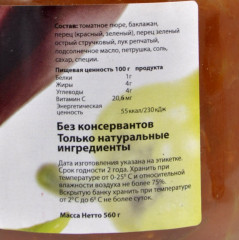 Состав: томатное пюре, баклажан,
перец (красный, зеленый), перец зеленый
острый стручковый, лук репчатый,
подсолнечное масло, петрушка, соль,
сахар, специи.
Пищевая ценность 100 г продукта
Белки 1г
Жиры 4г
Углеводы 4г
Витамин С 20,6 мг
Энергетическая
ценность 55ккал/230кДж
Без консервантов
Только натуральные
ингредиенты
Дата изготовления указана на этикетке.
Срок годности 2 года. Хранить при
температуре от 0-25° С и относительной
влажности воздуха не более 75%.
Вскрытую банку хранить при температуре
от 2°С до 6° С не более суток.
Масса Нетто 560 г